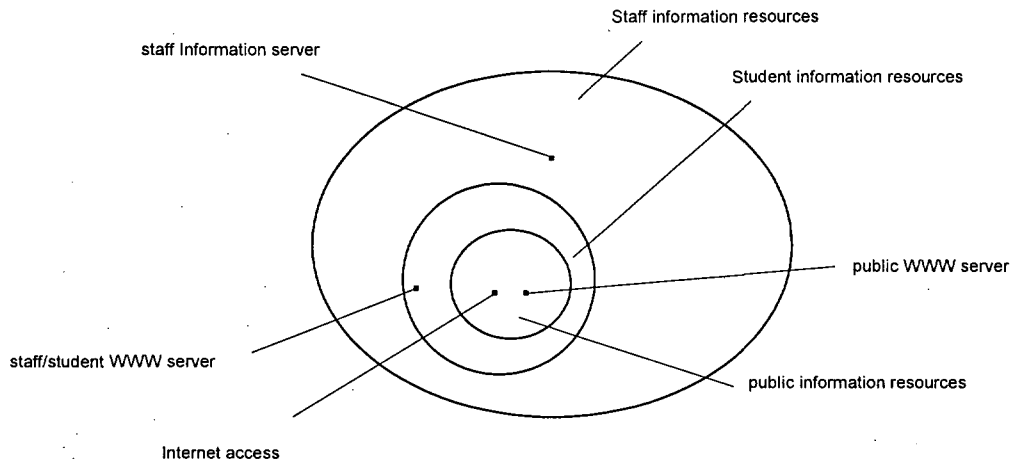 Staff information resources
staff Information server
Student information resources
public WWW server
staff/student WWW server
public information resources
Internet access